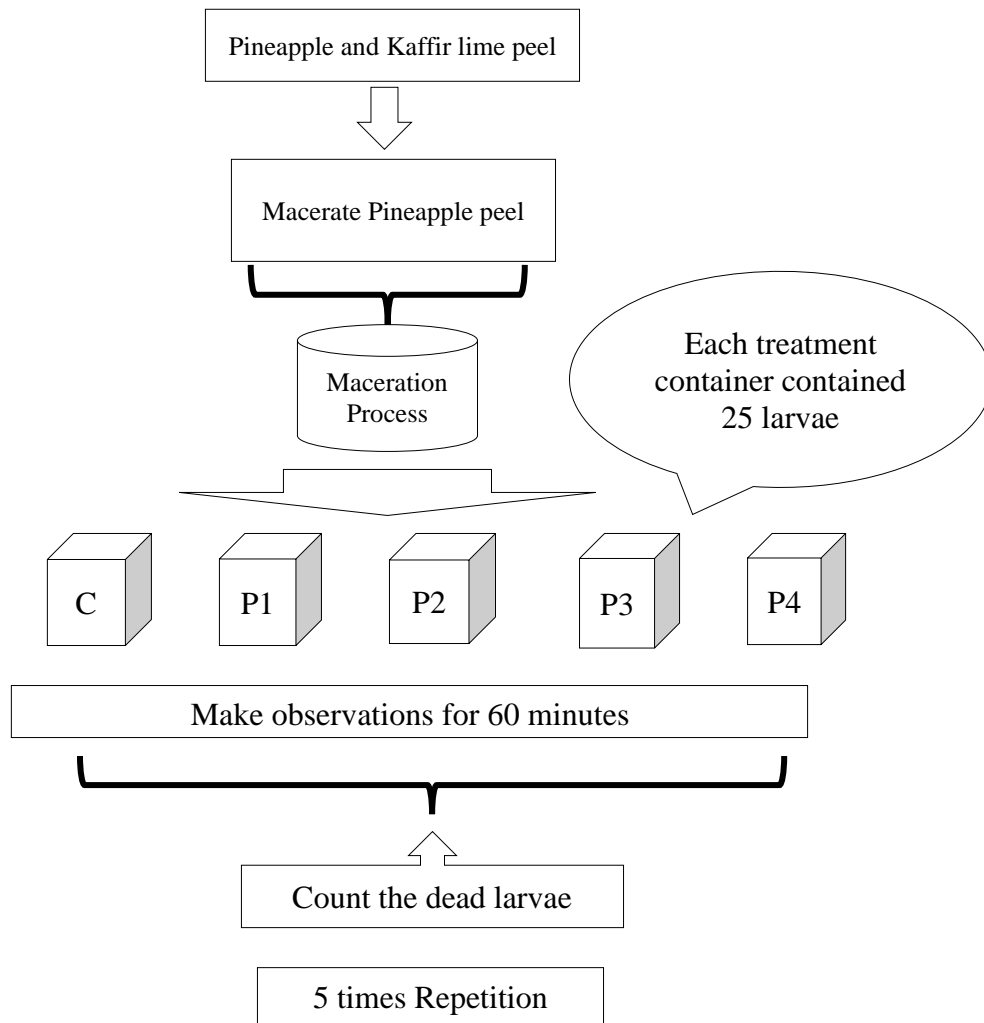 Pineapple and Kaffir lime peel
Macerate Pineapple peel
Maceration
Process
Each treatment
container contained
25 larvae
C
P1
P2
P3
P4
Make observations for 60 minutes
Count the dead larvae
5 times Repetition